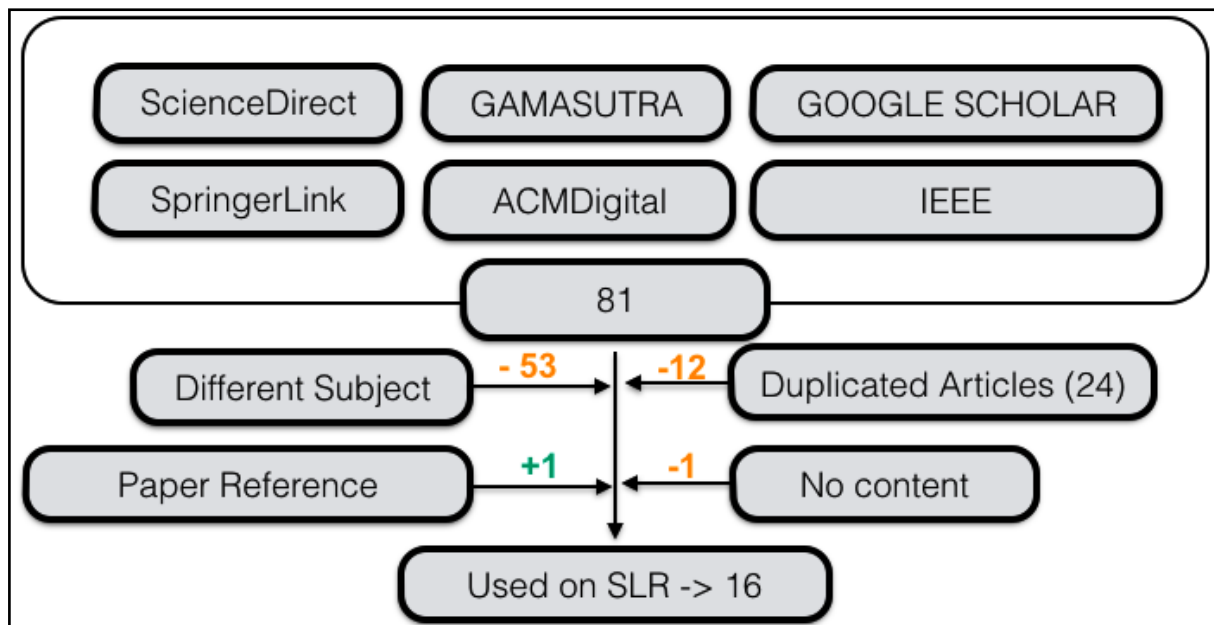 ScienceDirect
GAMASUTRA
GOOGLE SCHOLAR
SpringerLink
ACMDigital
IEEE
81
Different Subject
- 53
-12
Duplicated Articles (24)
Paper Reference
+1
-1
No content
Used on SLR -> 16